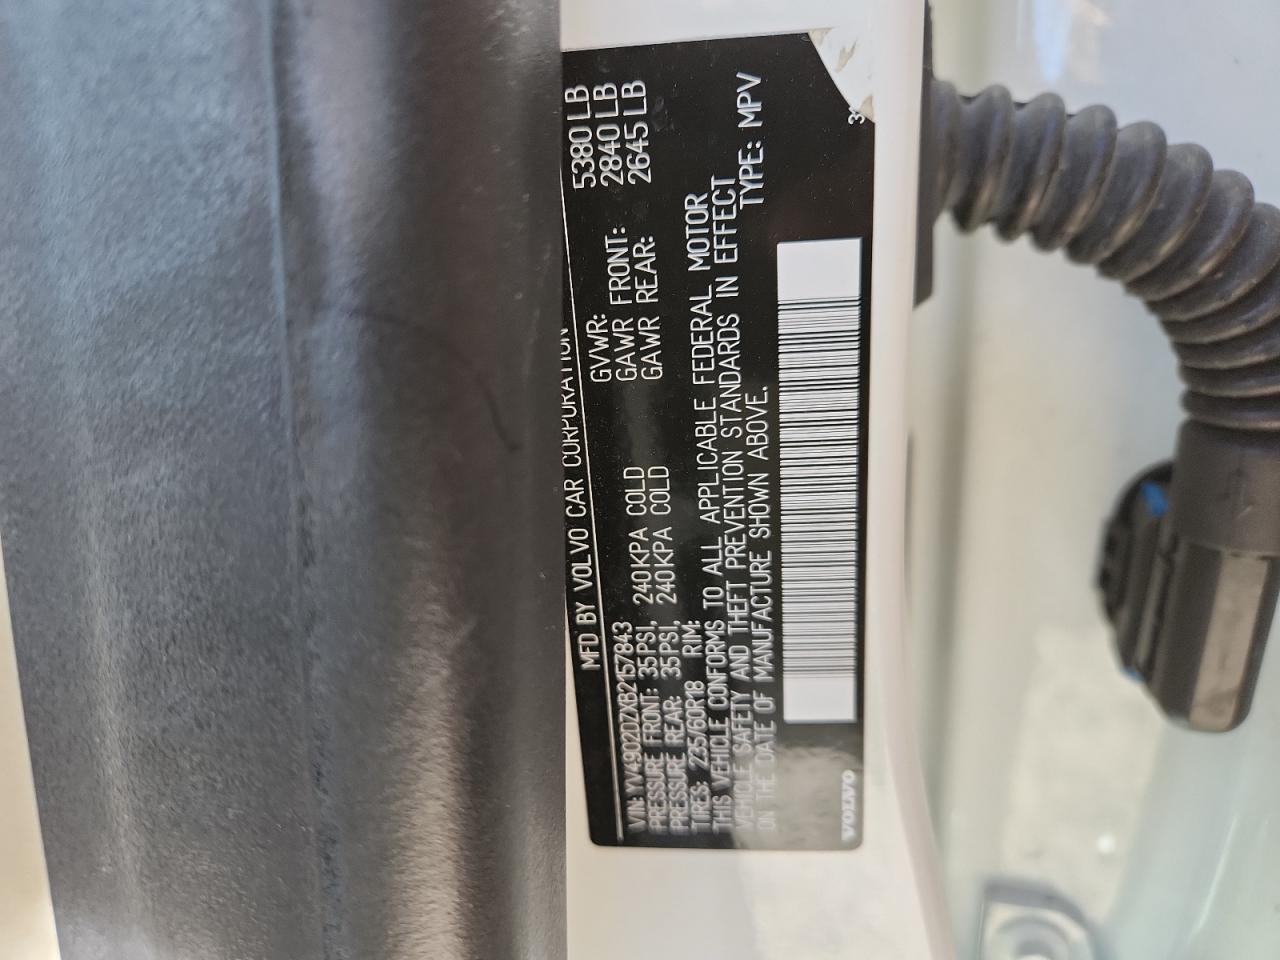 MFD BY VOLVO CAR CORPORATION
GVWR: 5380 LB
GAWR FRONT: 2840 LB
GAWR REAR: 2645 LB
VIN: YV4902DZXB2157843
PRESSURE FRONT: 35PSI, 240KPA COLD
PRESSURE REAR: 35PSI, 240KPA COLD
TIRES: 235/60R18 RIM:
THIS VEHICLE CONFORMS TO ALL APPLICABLE FEDERAL MOTOR
VEHICLE SAFETY AND THEFT PREVENTION STANDARDS IN EFFECT
ON THE DATE OF MANUFACTURE SHOWN ABOVE. TYPE: MPV
VOLVO